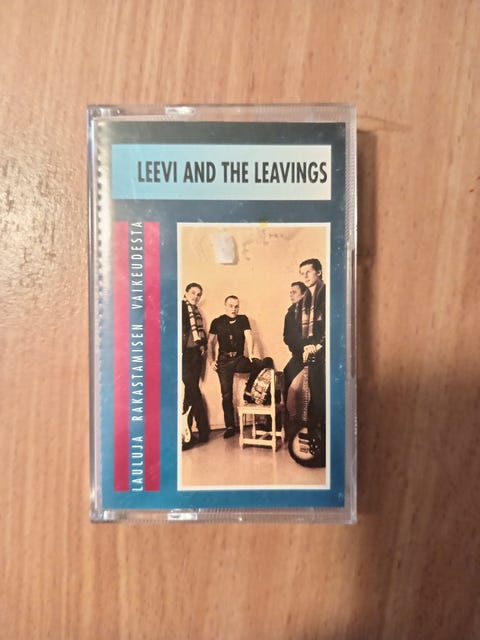 LEEVI AND THE LEAVINGS
LAULUJA RAKASTAMISEN VAIKEUDESTA